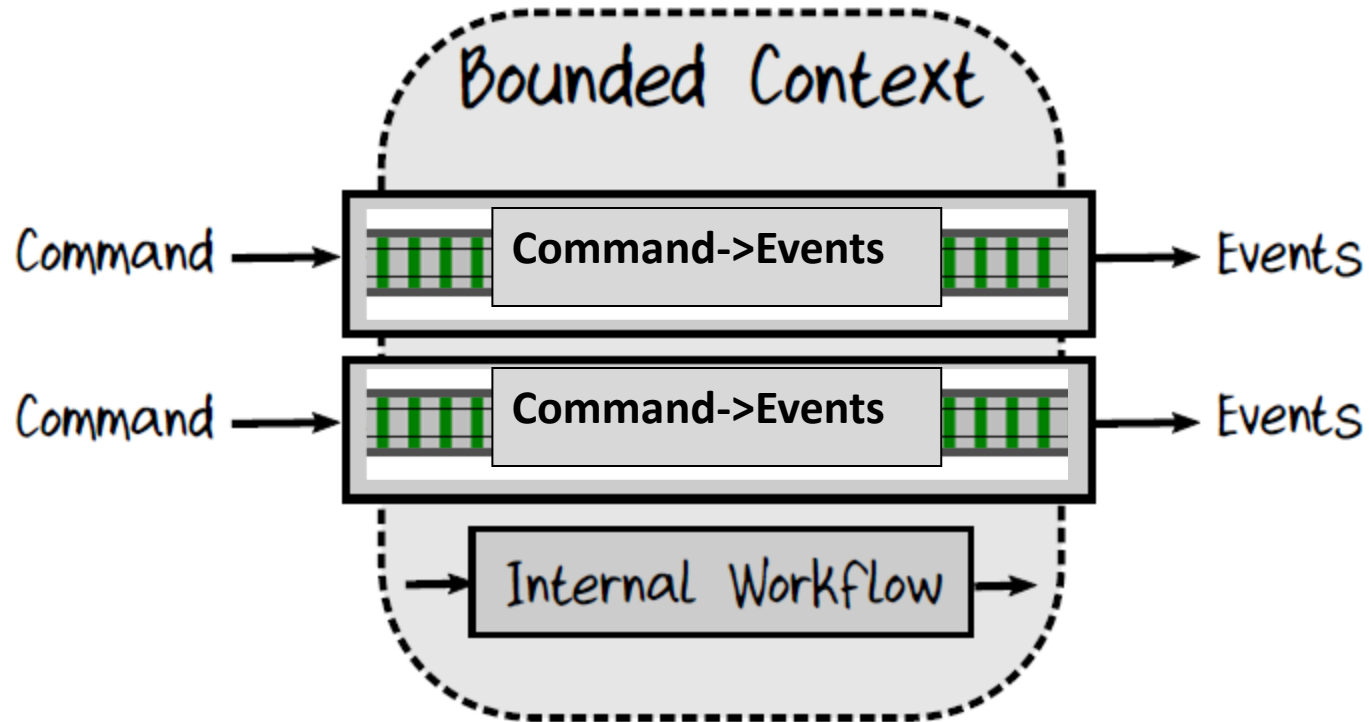 Bounded Context
Command
Command->Events
Events
Command
Command->Events
Events
Internal Workflow